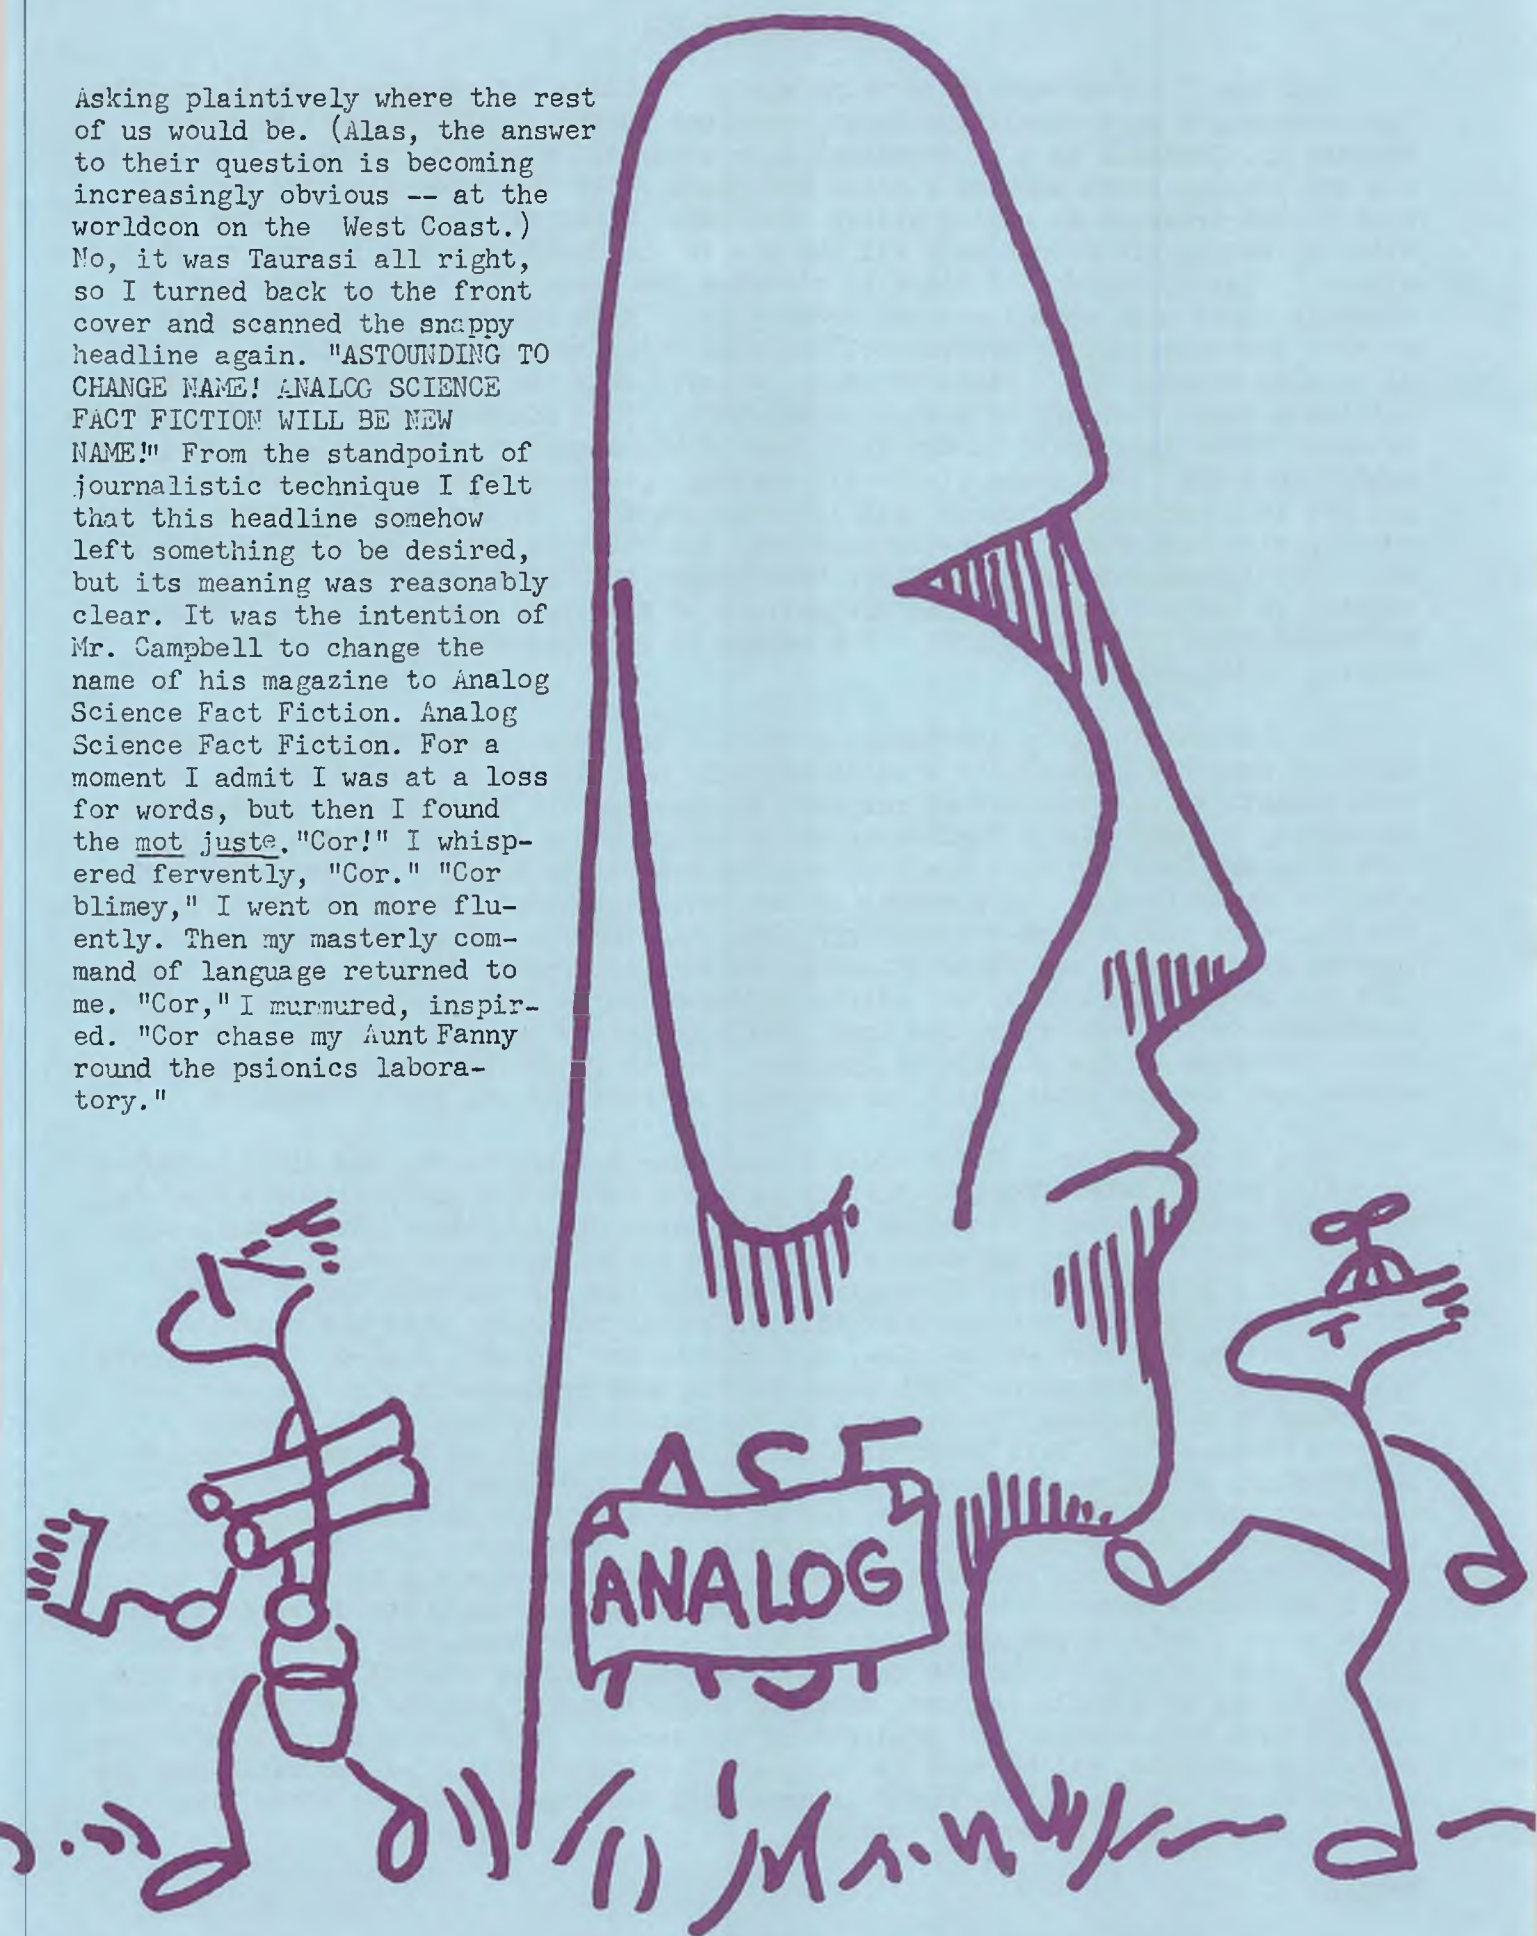 Asking plaintively where the rest
of us would be. (Alas, the answer
to their question is becoming
increasingly obvious -- at the
worldcon on the West Coast.)
No, it was Taurasi all right,
so I turned back to the front
cover and scanned the snappy
headline again. "ASTOUNDING TO
CHANGE NAME! ANALOG SCIENCE
FACT FICTION WILL BE NEW
NAME!" From the standpoint of
journalistic technique I felt
that this headline somehow
left something to be desired,
but its meaning was reasonably
clear. It was the intention of
Mr. Campbell to change the
name of his magazine to Analog
Science Fact Fiction. Analog
Science Fact Fiction. For a
moment I admit I was at a loss
for words, but then I found
the mot juste. "Cor!" I whisp-
ered fervently, "Cor." "Cor
blimey," I went on more flu-
ently. Then my masterly com-
mand of language returned to
me. "Cor," I murmured, inspir-
ed. "Cor chase my Aunt Fanny
round the psionics labora-
tory."
ASF
ANALOG